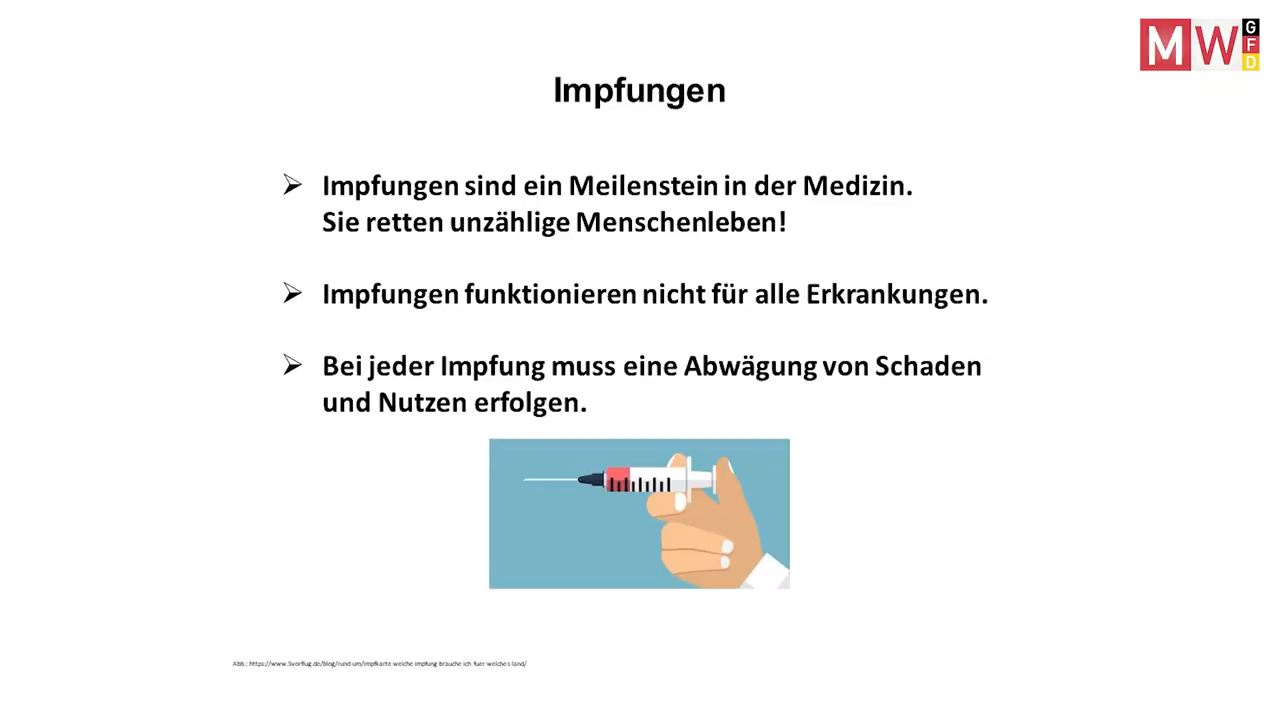 MW
G
F
D
Impfungen
➢ Impfungen sind ein Meilenstein in der Medizin.
Sie retten unzählige Menschenleben!
➢ Impfungen funktionieren nicht für alle Erkrankungen.
➢ Bei jeder Impfung muss eine Abwägung von Schaden
und Nutzen erfolgen.
Abb.: https://www.5vorflug.de/blog/rund um/impfkarte welche impfung brauche ich fuer welches land/